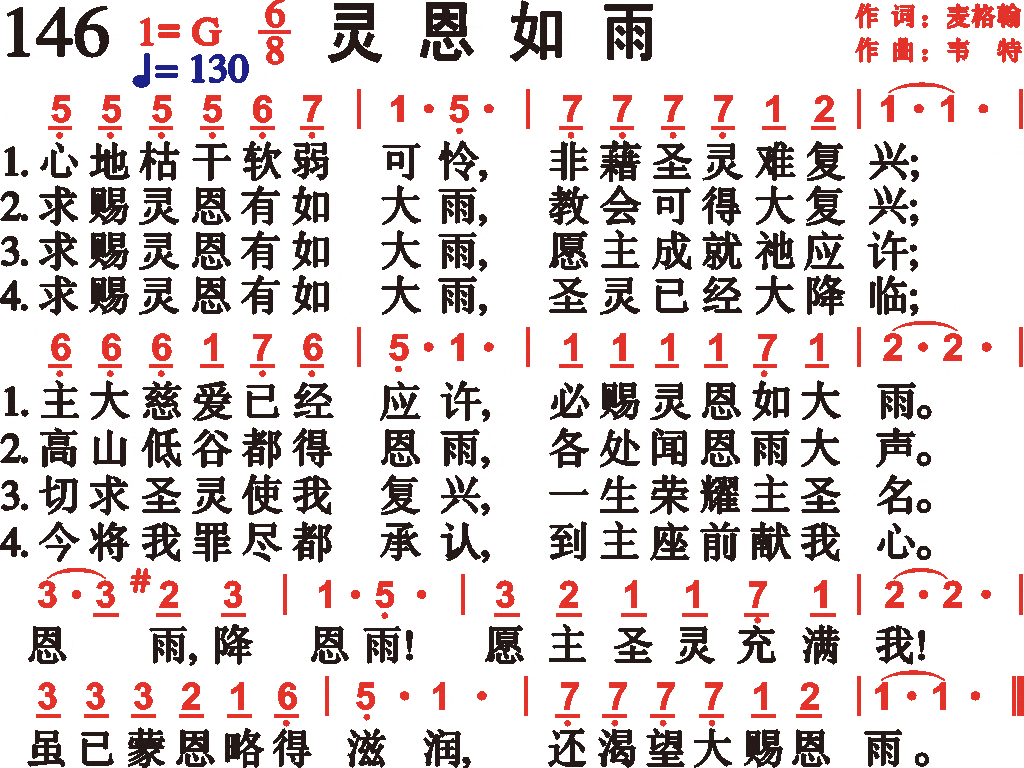 146 1=G 6/8 灵恩如雨 作 词：麦格翰
♩=130 作 曲：韦 特
5 5 5 5 6 7 | 1 · 5 · | 7 7 7 7 1 2 | 1 · 1 · |
1. 心地枯干软弱 可怜, 非藉圣灵难复兴;
2. 求赐灵恩有如 大雨, 教会可得大复兴;
3. 求赐灵恩有如 大雨, 愿主成就祂应许;
4. 求赐灵恩有如 大雨, 圣灵已经大降临;
6 6 6 1 7 6 | 5 · 1 · | 1 1 1 1 7 1 | 2 · 2 · |
1. 主大慈爱已经 应许, 必赐灵恩如大 雨。
2. 高山低谷都得 恩雨, 各处闻恩雨大 声。
3. 切求圣灵使我 复兴, 一生荣耀主圣 名。
4. 今将我罪尽都 承认, 到主座前献我 心。
3 · 3 #2 3 | 1 · 5 · | 3 2 1 1 7 1 | 2 · 2 · |
恩 雨, 降 恩雨! 愿主圣灵充满 我!
3 3 3 2 1 6 | 5 · 1 · | 7 7 7 7 1 2 | 1 · 1 · ‖
虽已蒙恩略得 滋润, 还渴望大赐恩 雨。